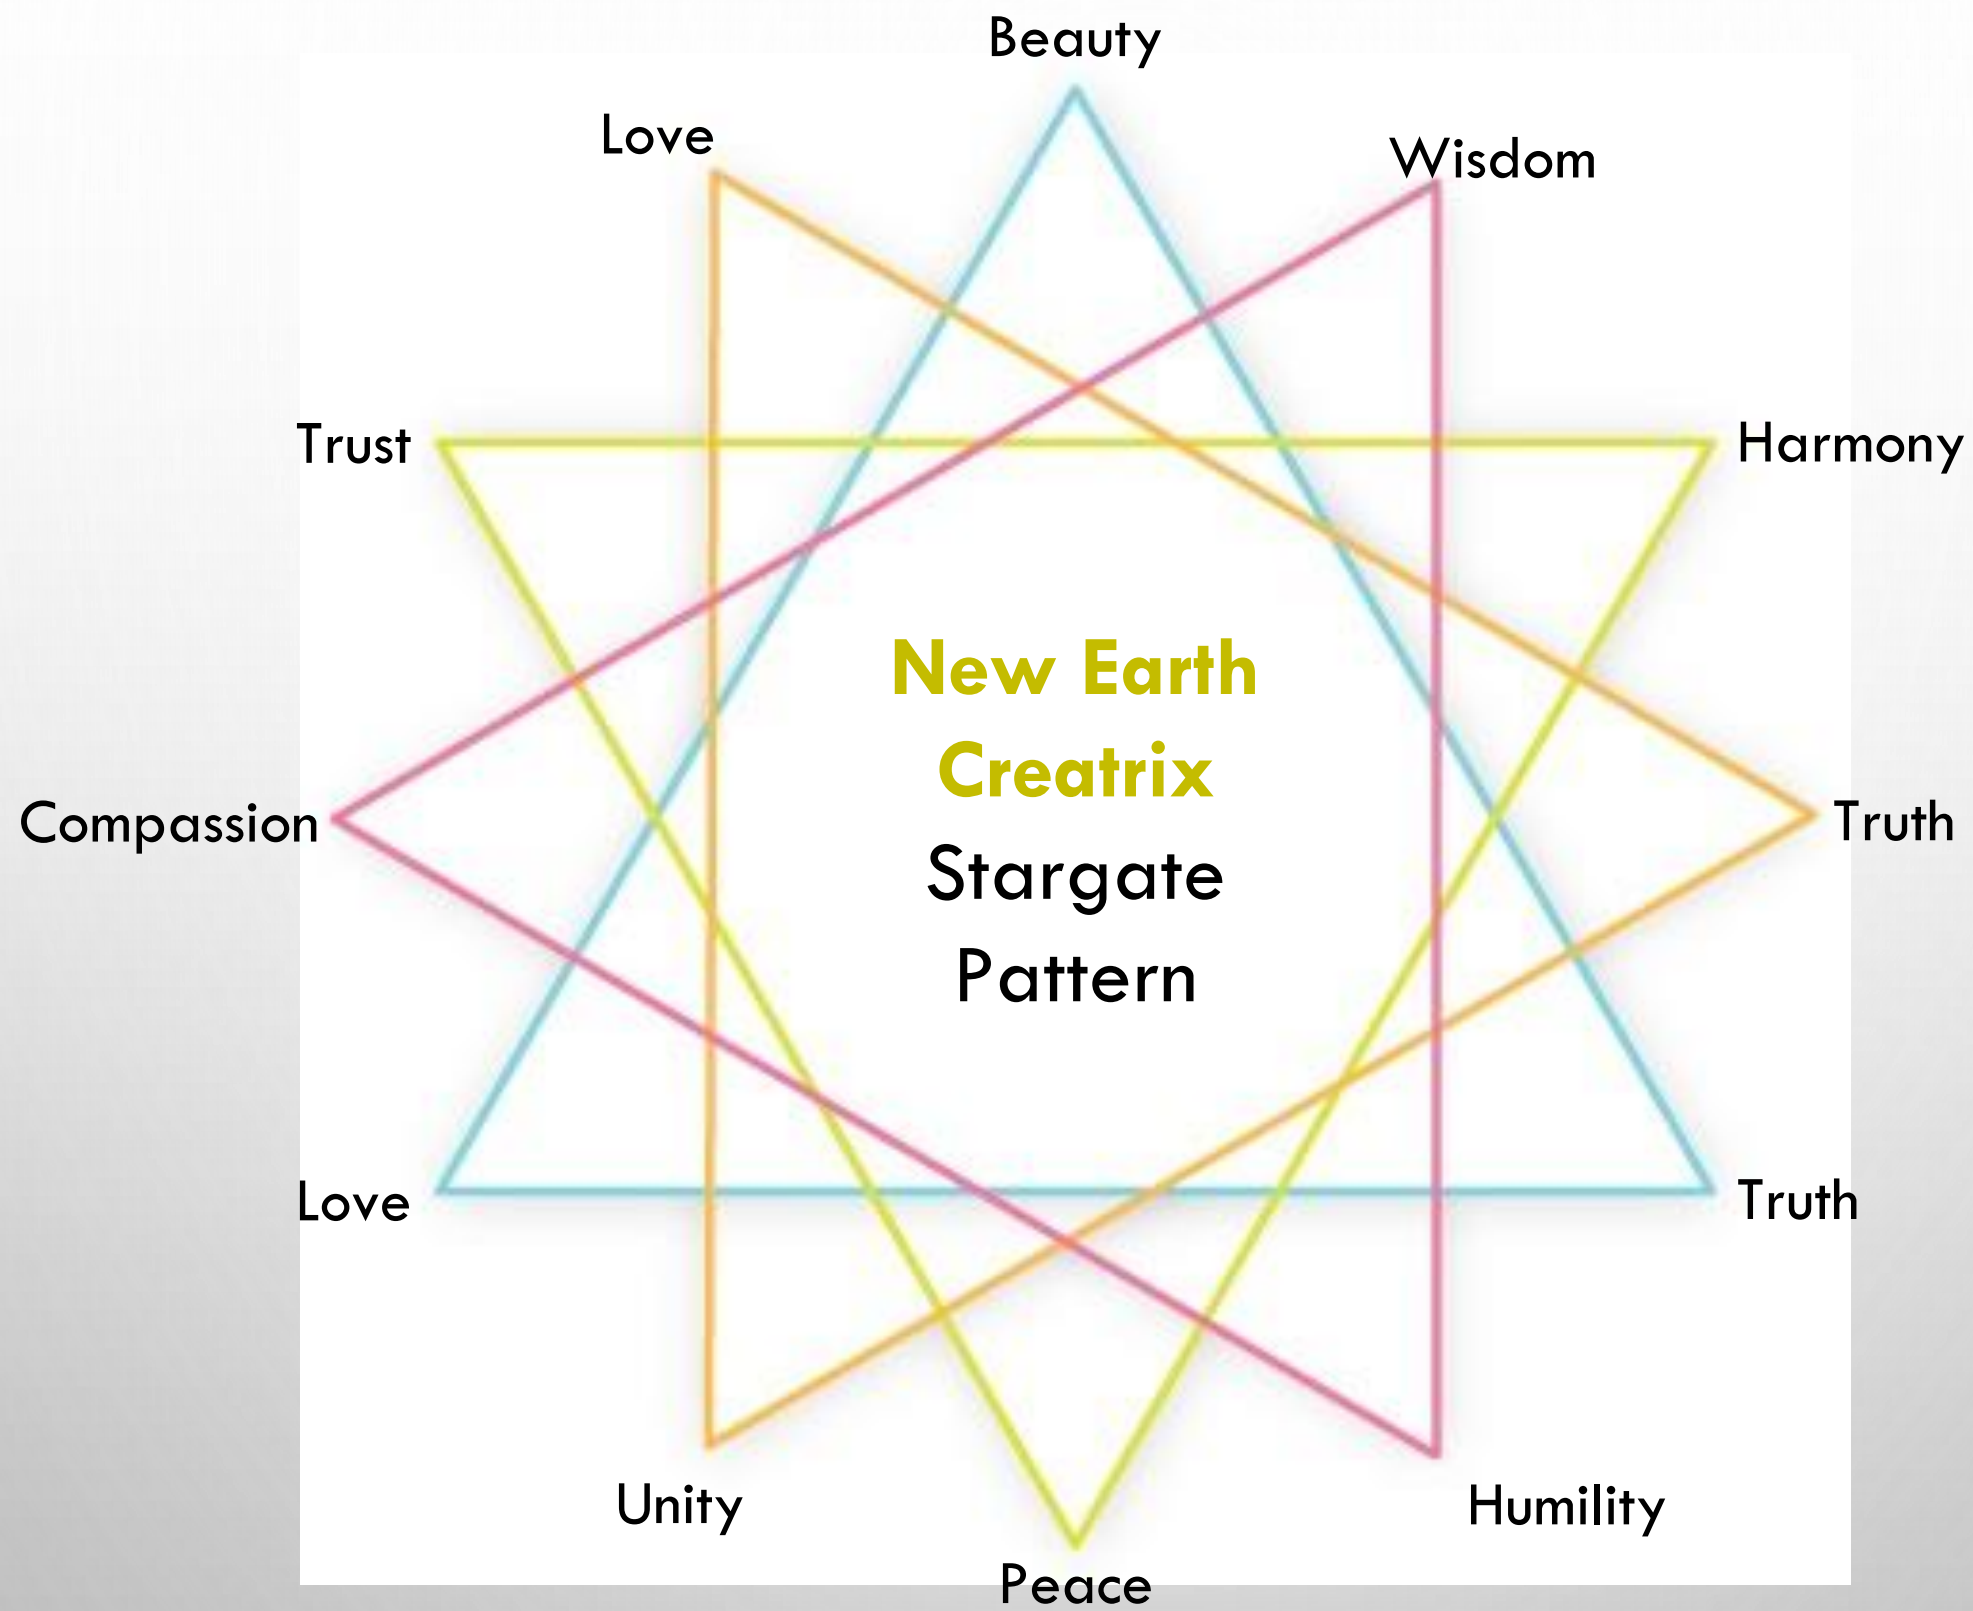 Beauty
Love
Wisdom
Trust
Harmony
New Earth
Creatrix
Stargate
Pattern
Compassion
Truth
Love
Truth
Unity
Humility
Peace